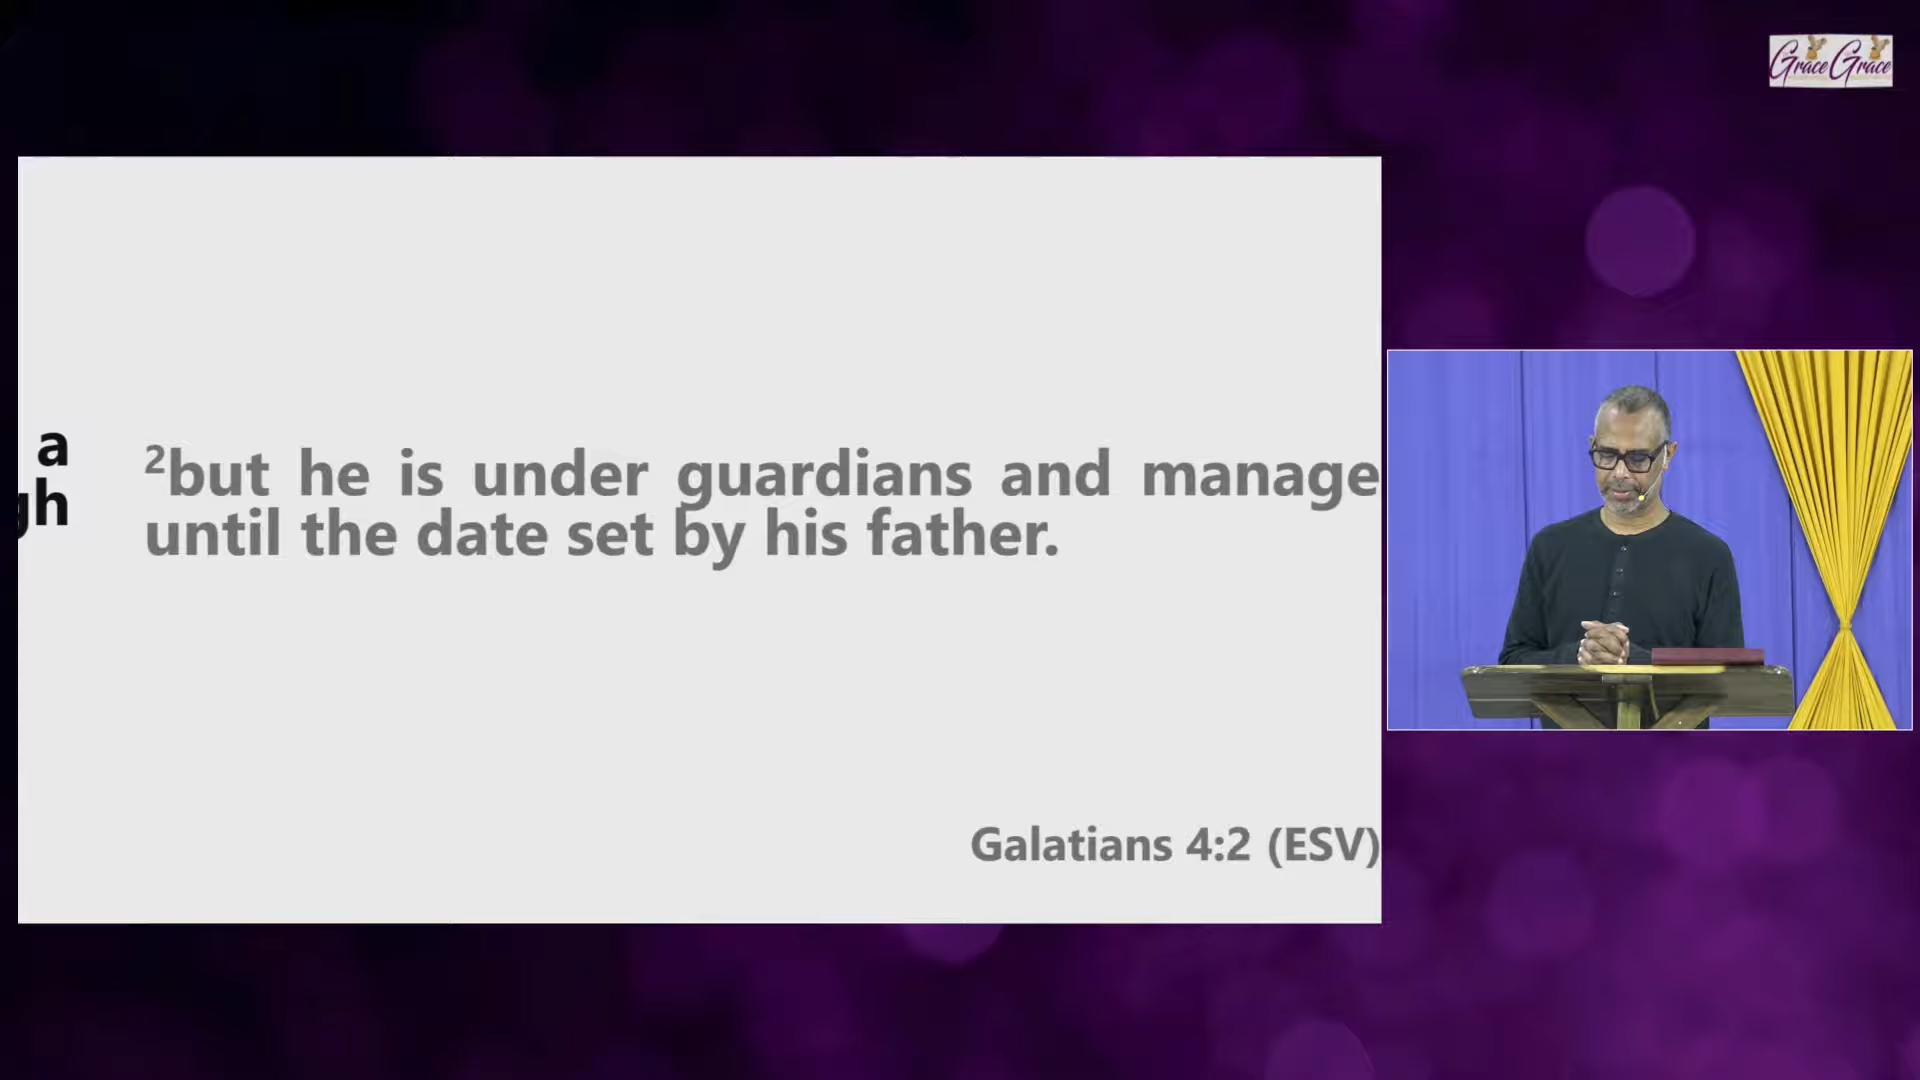 Grace Grace
a
gh
²but he is under guardians and manage
until the date set by his father.
Galatians 4:2 (ESV)